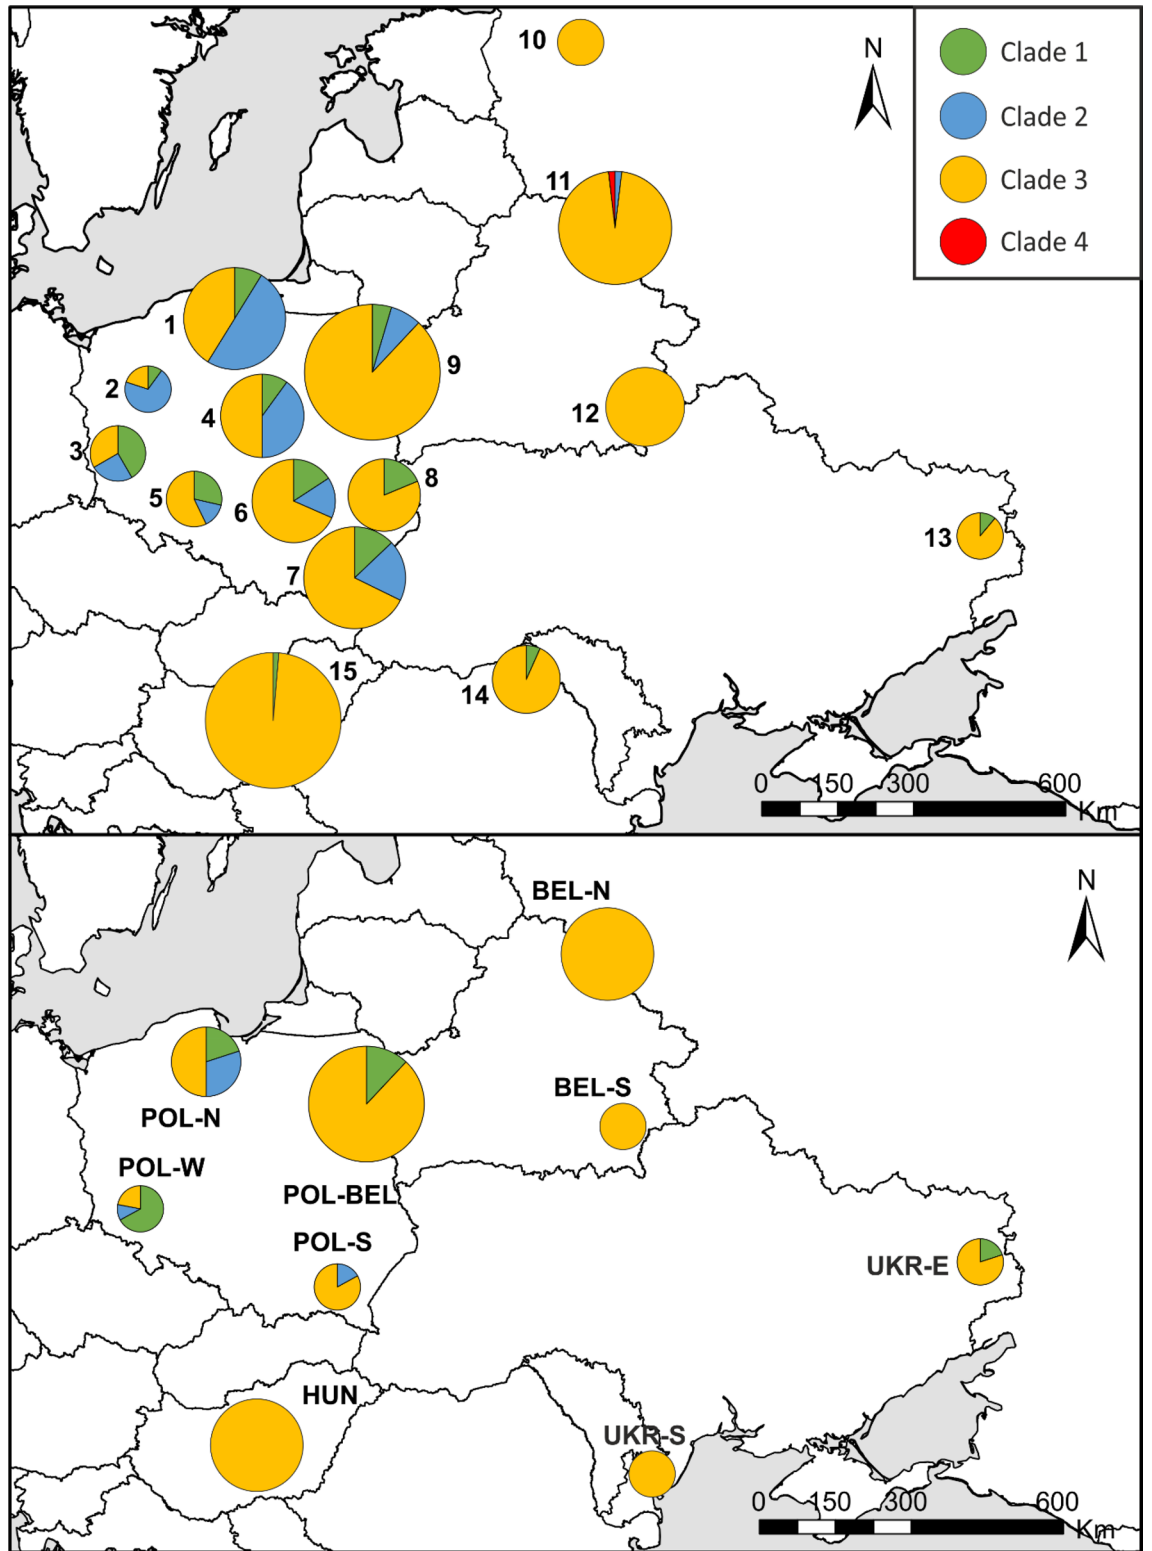 10
N
Clade 1
Clade 2
Clade 3
Clade 4
11
1
9
2
4
12
3
5
6
8
13
7
15
14
0 150 300 600
Km
BEL-N
N
BEL-S
POL-N
POL-W
POL-BEL
POL-S
UKR-E
HUN
UKR-S
0 150 300 600
Km